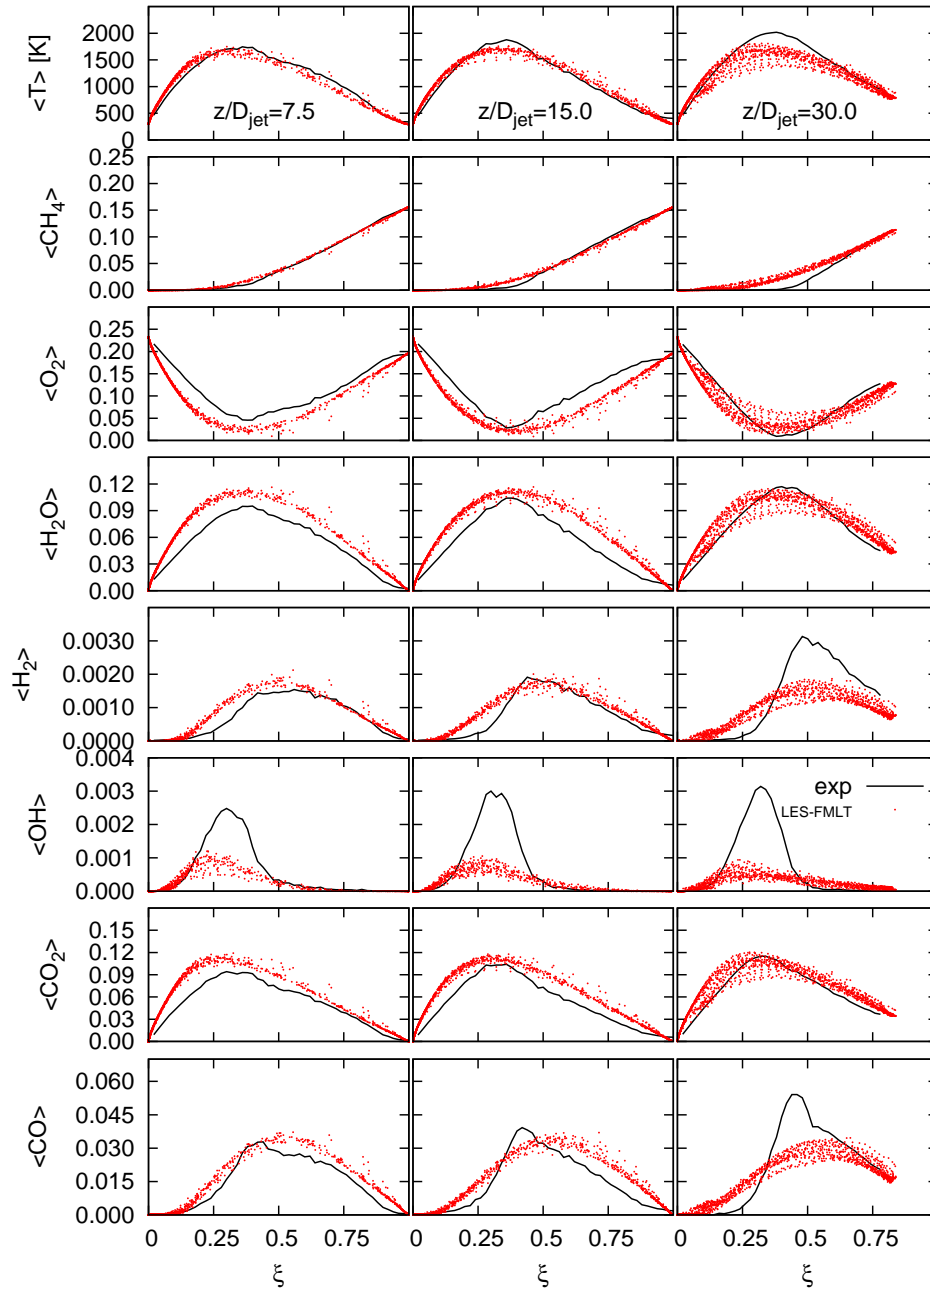 <T> [K]
2000
1500
1000
500
0
z/D_jet=7.5
z/D_jet=15.0
z/D_jet=30.0
<CH_4>
0.25
0.20
0.15
0.10
0.05
0.00
<O_2>
0.25
0.20
0.15
0.10
0.05
0.00
<H_2O>
0.12
0.09
0.06
0.03
0.00
<H_2>
0.0030
0.0020
0.0010
0.0000
<OH>
0.004
0.003
0.002
0.001
0.000
exp
LES-FMLT
<CO_2>
0.15
0.12
0.09
0.06
0.03
0.00
<CO>
0.060
0.045
0.030
0.015
0.000
0 0.25 0.5 0.75 0 0.25 0.5 0.75 0 0.25 0.5 0.75
ξ ξ ξ